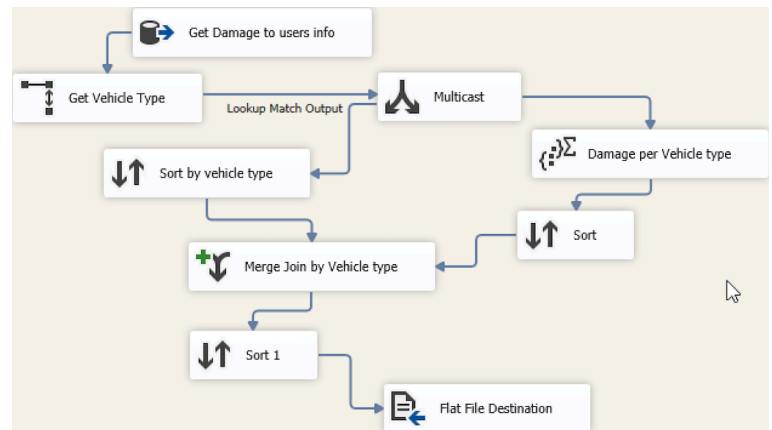 Get Damage to users info
Get Vehicle Type
Lookup Match Output
Multicast
Damage per Vehicle type
Sort by vehicle type
Sort
Merge Join by Vehicle type
Sort 1
Flat File Destination